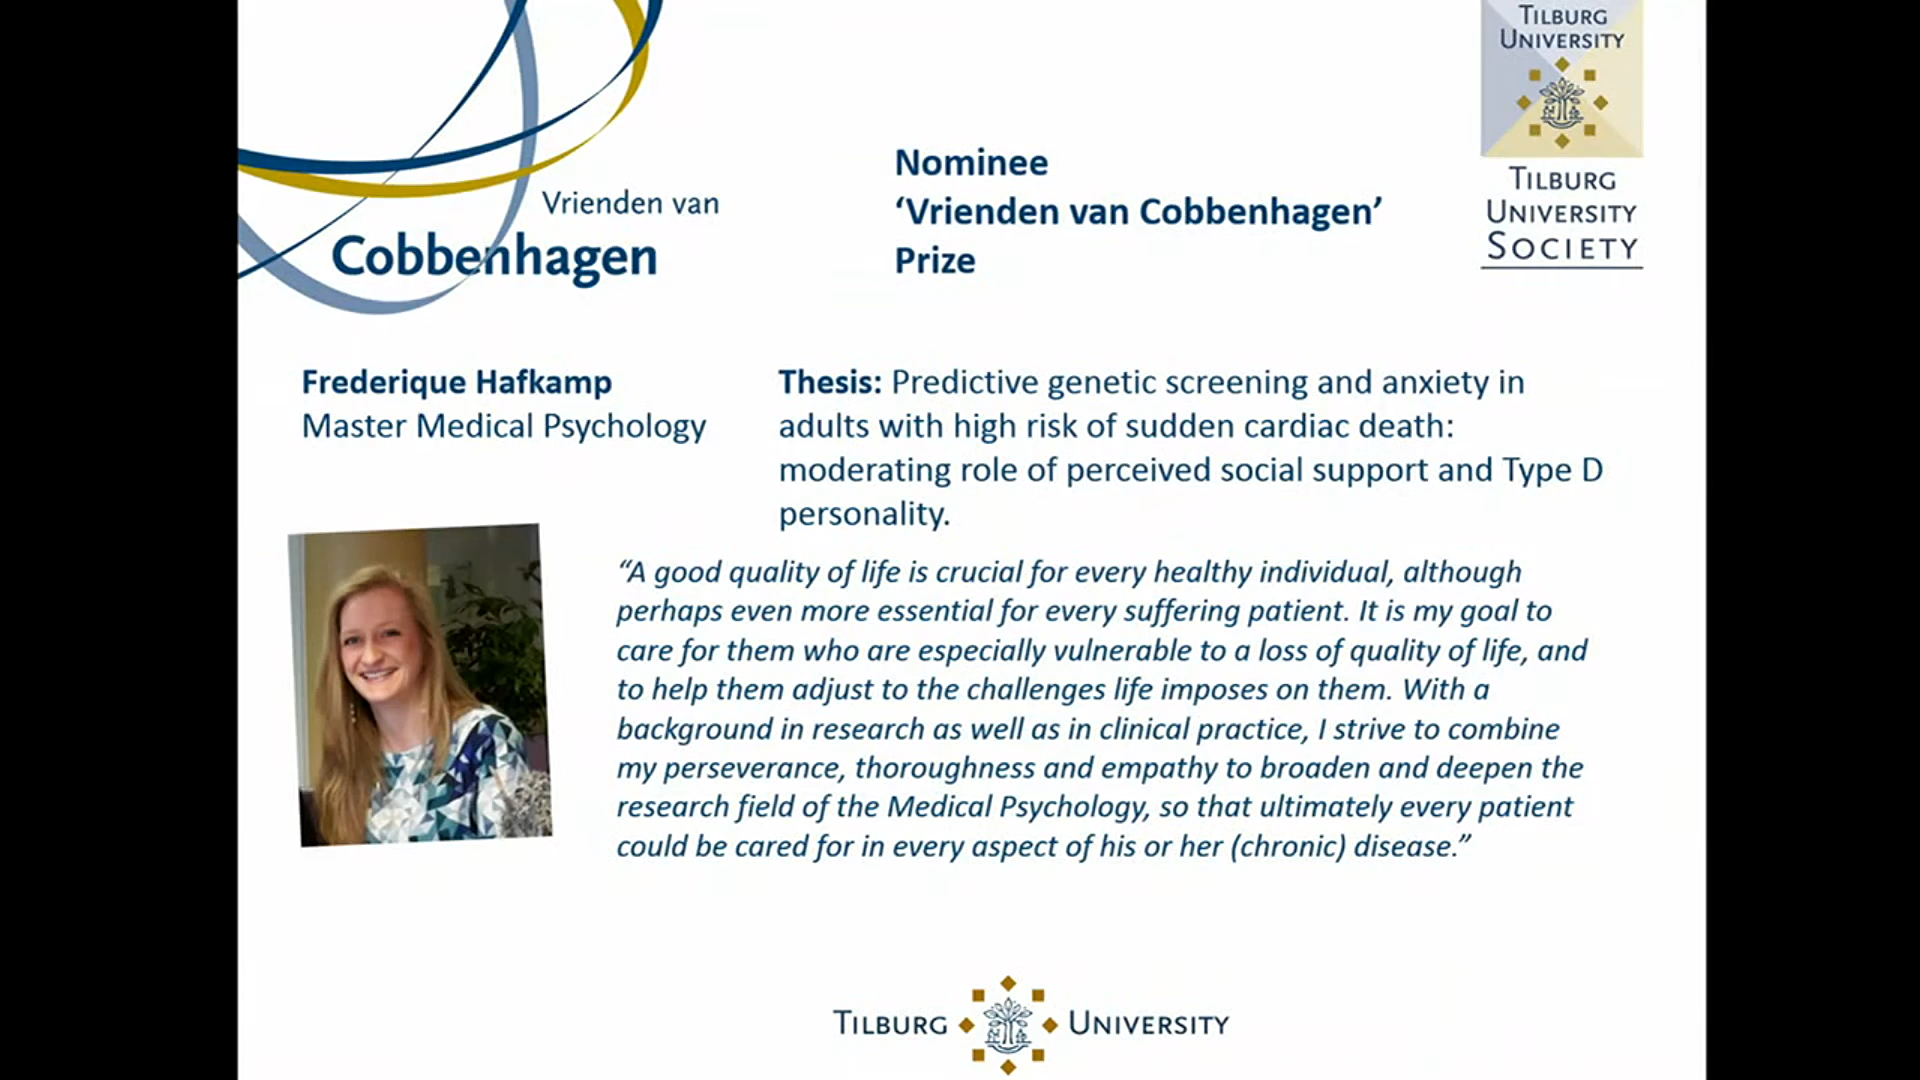 TILBURG
UNIVERSITY
TILBURG
UNIVERSITY
SOCIETY
Vrienden van
Cobbenhagen
Nominee
‘Vrienden van Cobbenhagen’
Prize
Frederique Hafkamp
Master Medical Psychology
Thesis: Predictive genetic screening and anxiety in
adults with high risk of sudden cardiac death:
moderating role of perceived social support and Type D
personality.
“A good quality of life is crucial for every healthy individual, although
perhaps even more essential for every suffering patient. It is my goal to
care for them who are especially vulnerable to a loss of quality of life, and
to help them adjust to the challenges life imposes on them. With a
background in research as well as in clinical practice, I strive to combine
my perseverance, thoroughness and empathy to broaden and deepen the
research field of the Medical Psychology, so that ultimately every patient
could be cared for in every aspect of his or her (chronic) disease.”
TILBURG UNIVERSITY